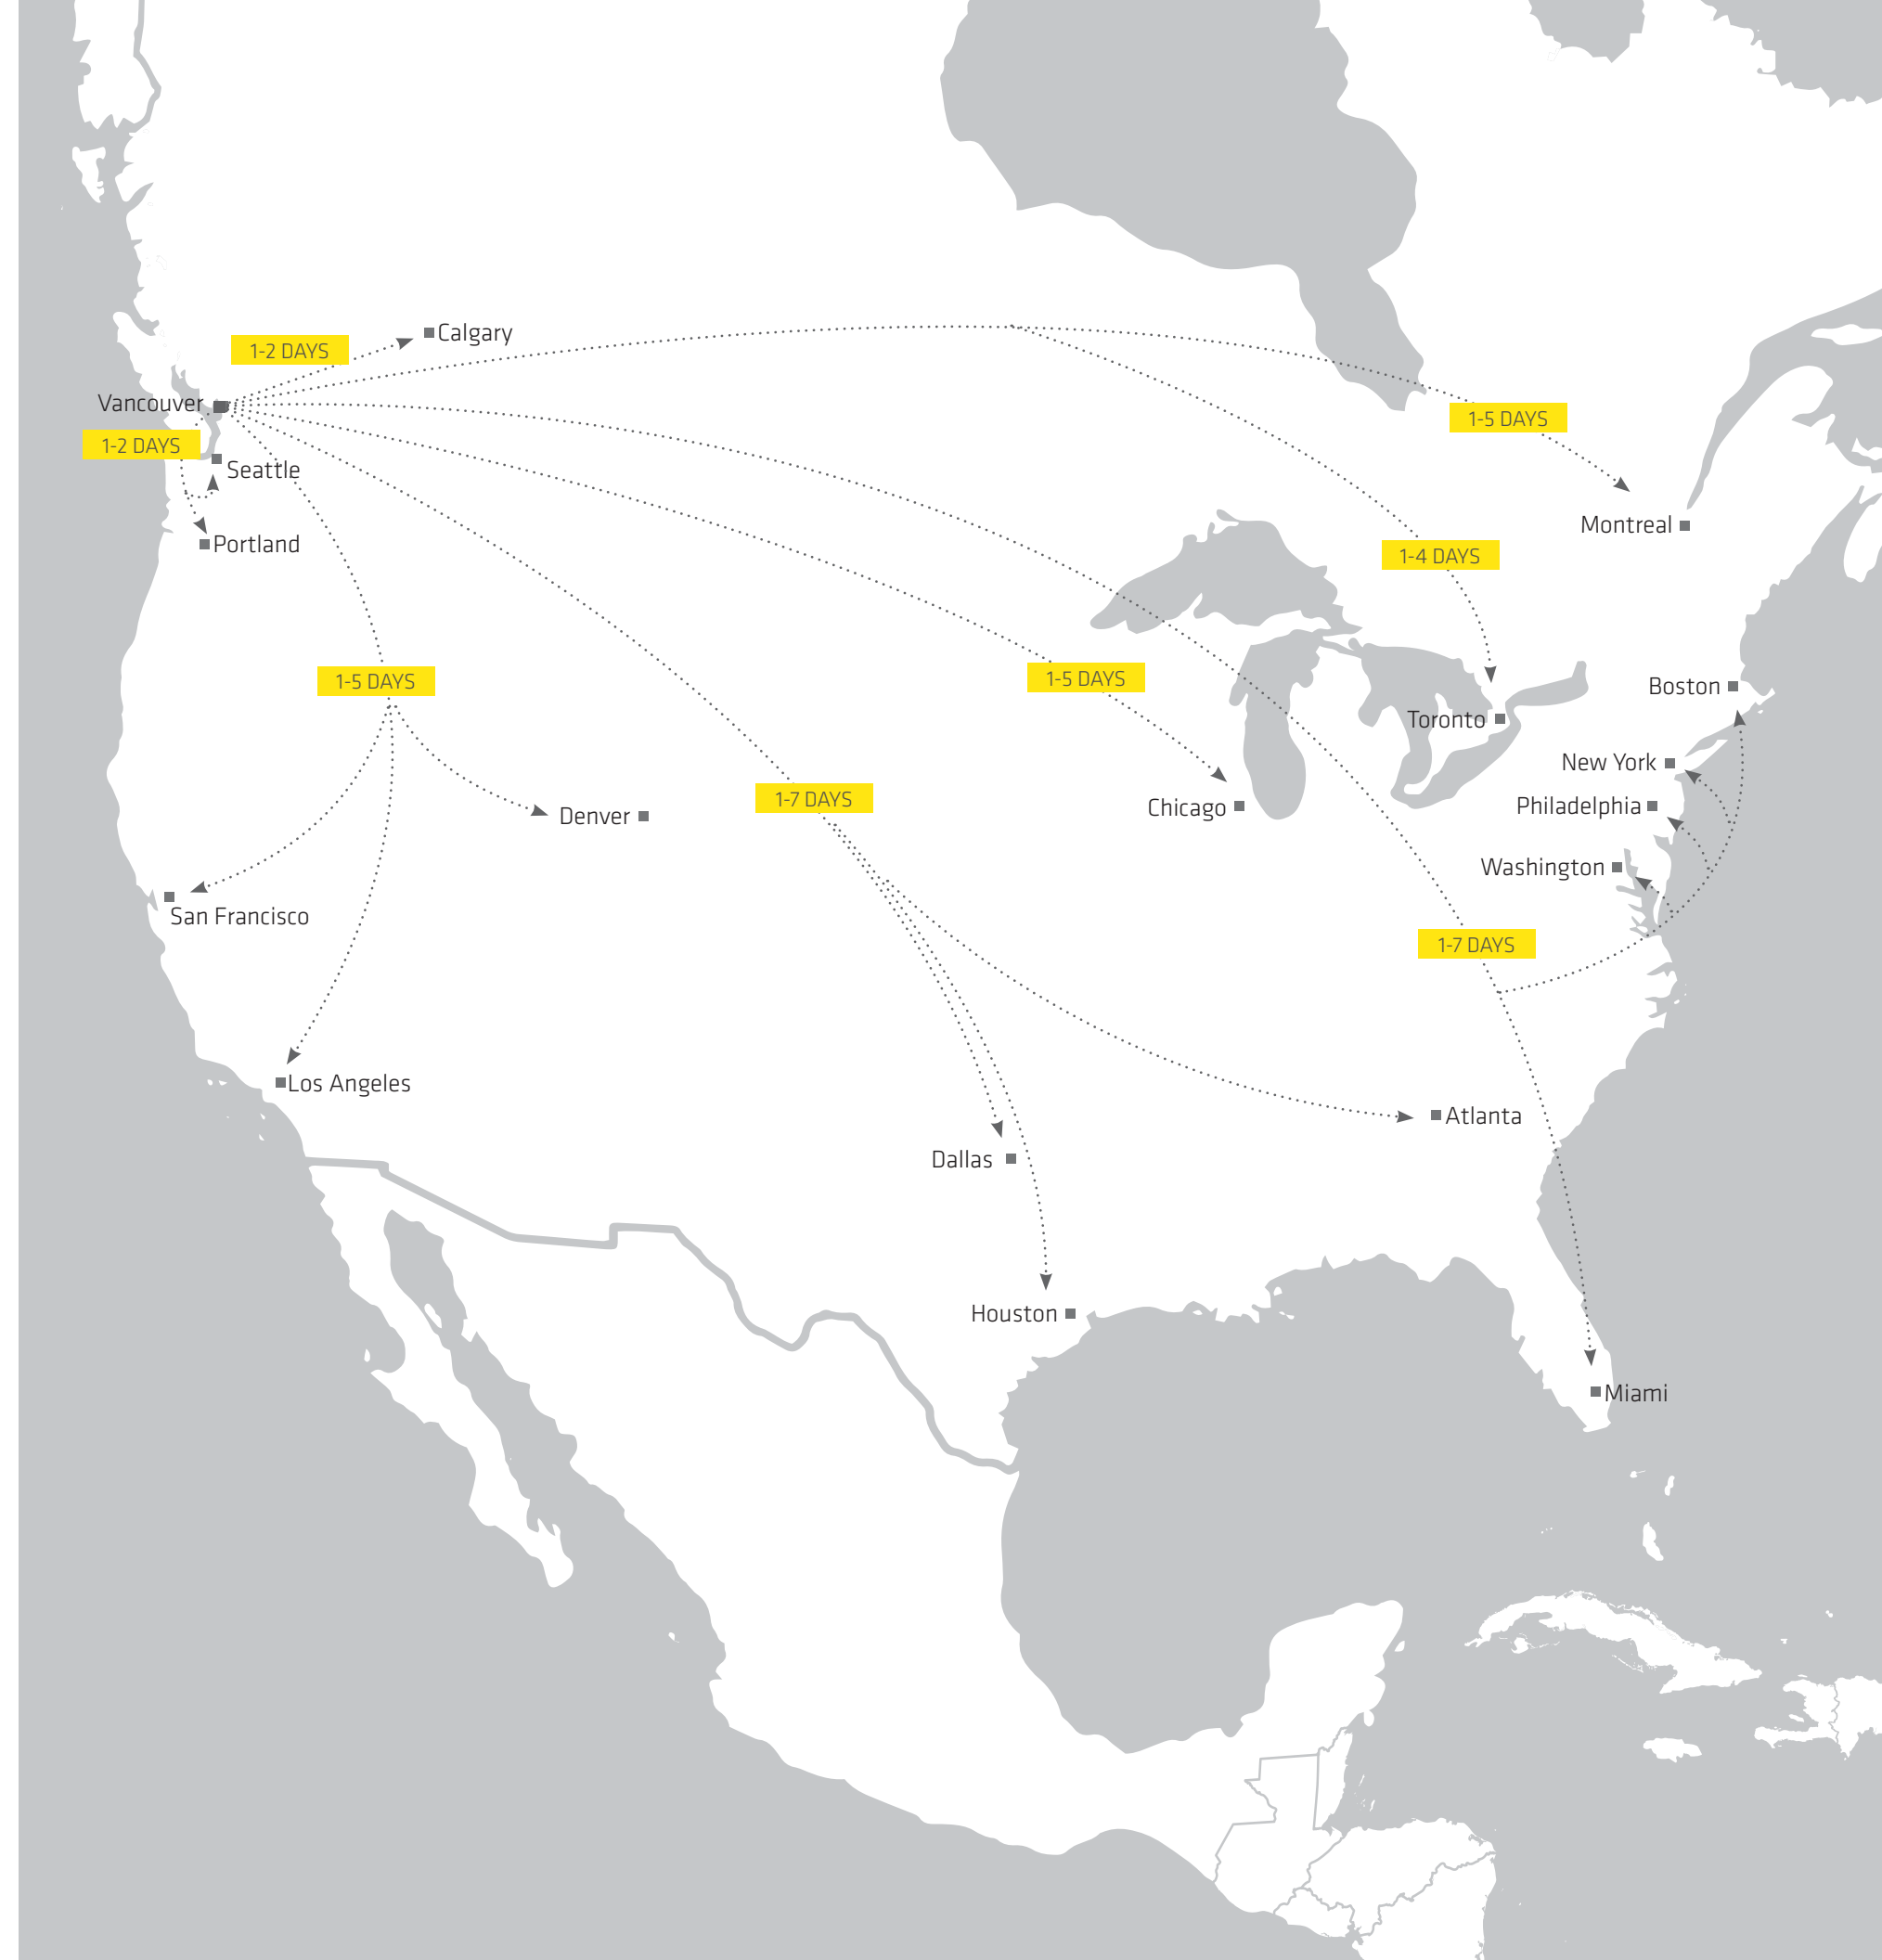 Calgary
1-2 DAYS
Vancouver
1-5 DAYS
1-2 DAYS
Seattle
Montreal
Portland
1-4 DAYS
1-5 DAYS
1-5 DAYS
Boston
Toronto
New York
1-7 DAYS
Chicago
Philadelphia
Denver
Washington
San Francisco
1-7 DAYS
Los Angeles
Atlanta
Dallas
Houston
Miami